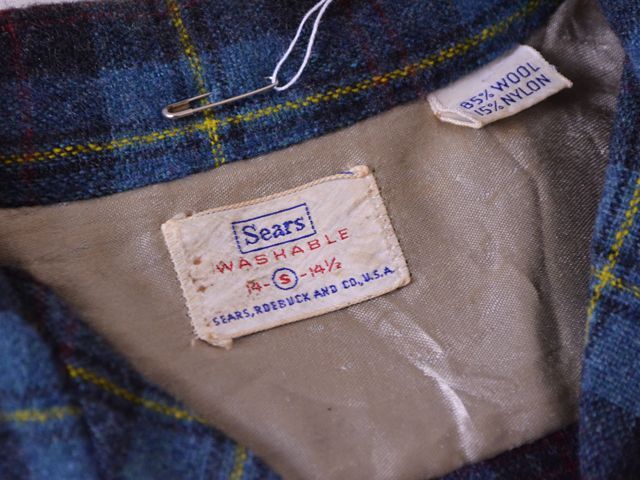 85% WOOL
15% NYLON
Sears
WASHABLE
14-S-14½
SEARS, ROEBUCK AND CO., U.S.A.